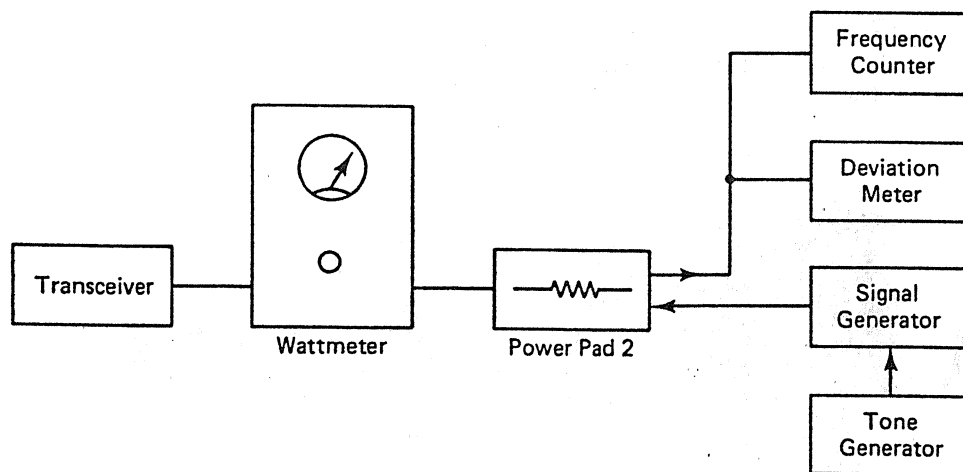 Frequency
Counter
Deviation
Meter
Transceiver
Signal
Generator
Wattmeter
Power Pad 2
Tone
Generator